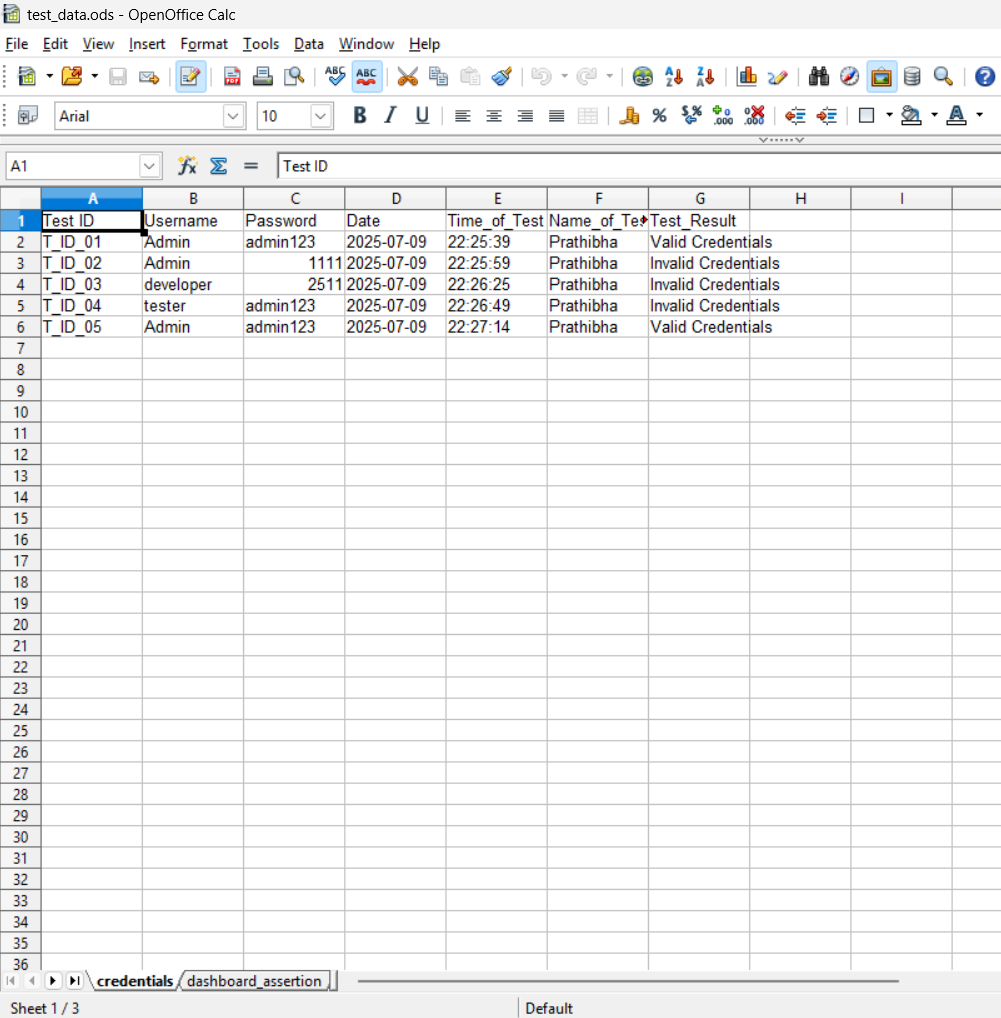 test_data.ods - OpenOffice Calc
File Edit View Insert Format Tools Data Window Help
Arial 10 B I U
A1 = Test ID
A B C D E F G H I
1 Test ID Username Password Date Time_of_Test Name_of_Te Test_Result
2 T_ID_01 Admin admin123 2025-07-09 22:25:39 Prathibha Valid Credentials
3 T_ID_02 Admin 1111 2025-07-09 22:25:59 Prathibha Invalid Credentials
4 T_ID_03 developer 2511 2025-07-09 22:26:25 Prathibha Invalid Credentials
5 T_ID_04 tester admin123 2025-07-09 22:26:49 Prathibha Invalid Credentials
6 T_ID_05 Admin admin123 2025-07-09 22:27:14 Prathibha Valid Credentials
7
8
9
10
11
12
13
14
15
16
17
18
19
20
21
22
23
24
25
26
27
28
29
30
31
32
33
34
35
36
credentials dashboard_assertion
Sheet 1 / 3 Default